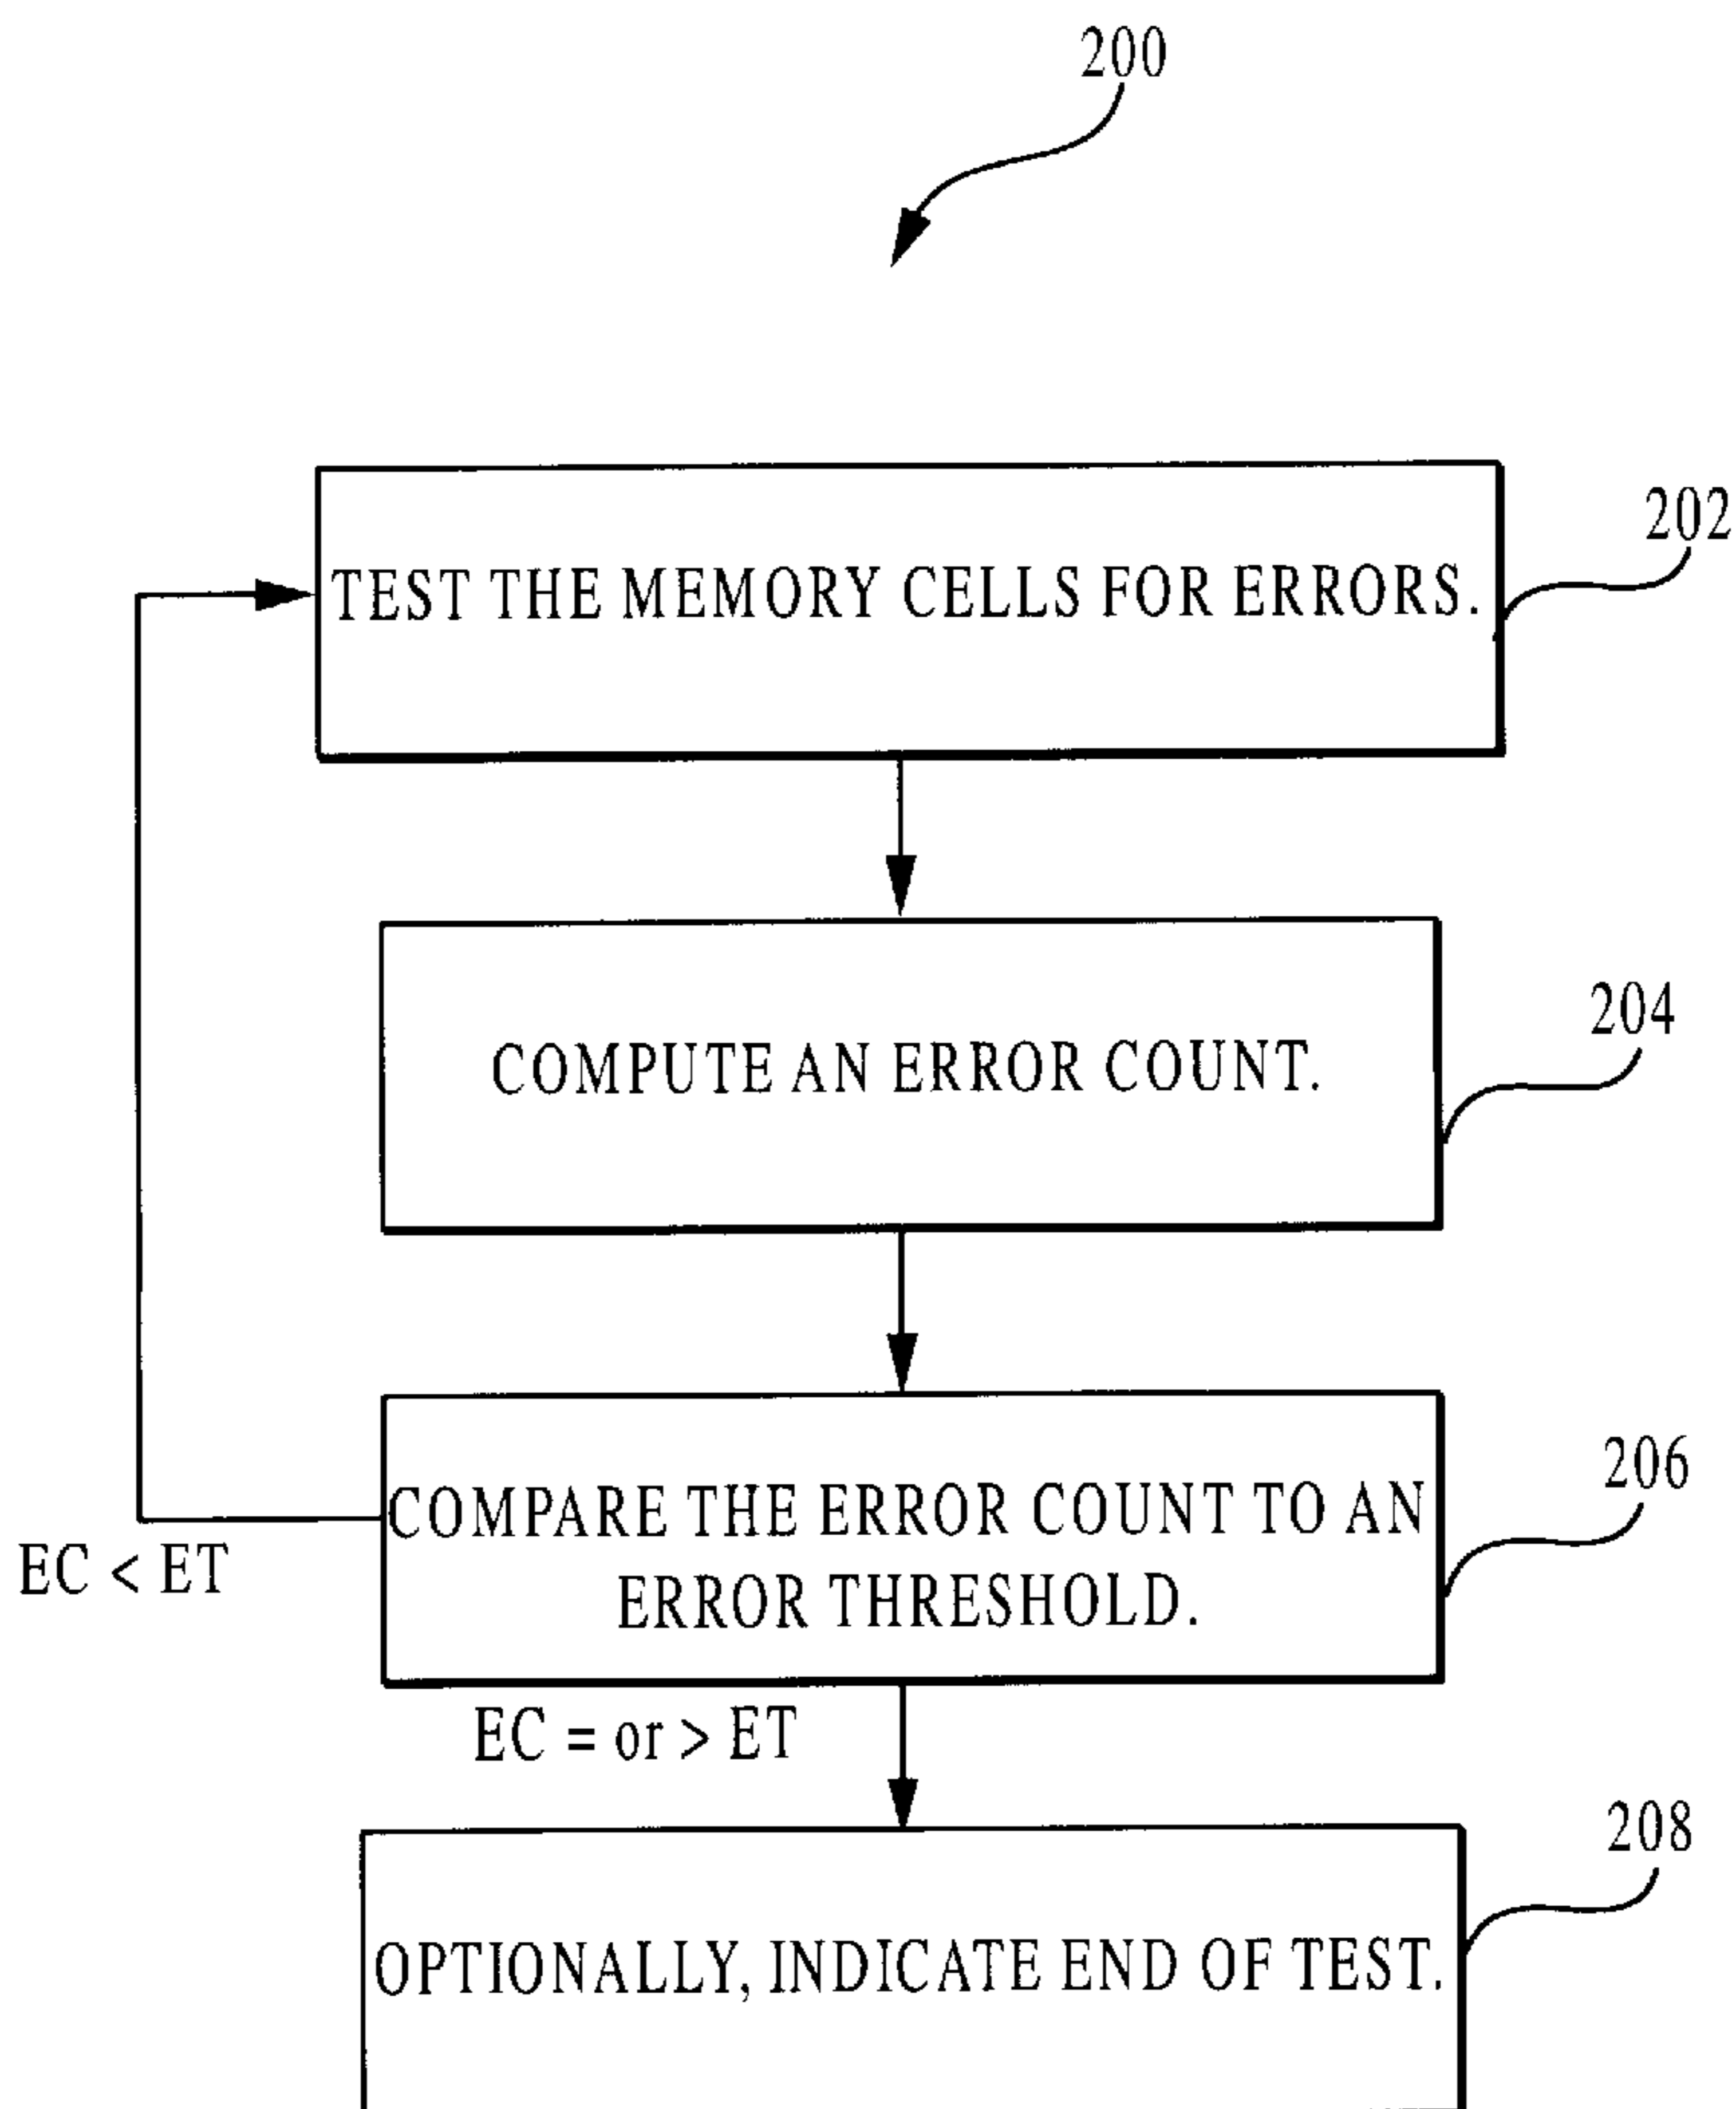 200
TEST THE MEMORY CELLS FOR ERRORS.
202
COMPUTE AN ERROR COUNT.
204
COMPARE THE ERROR COUNT TO AN
ERROR THRESHOLD.
206
EC < ET
EC = or > ET
OPTIONALLY, INDICATE END OF TEST.
208